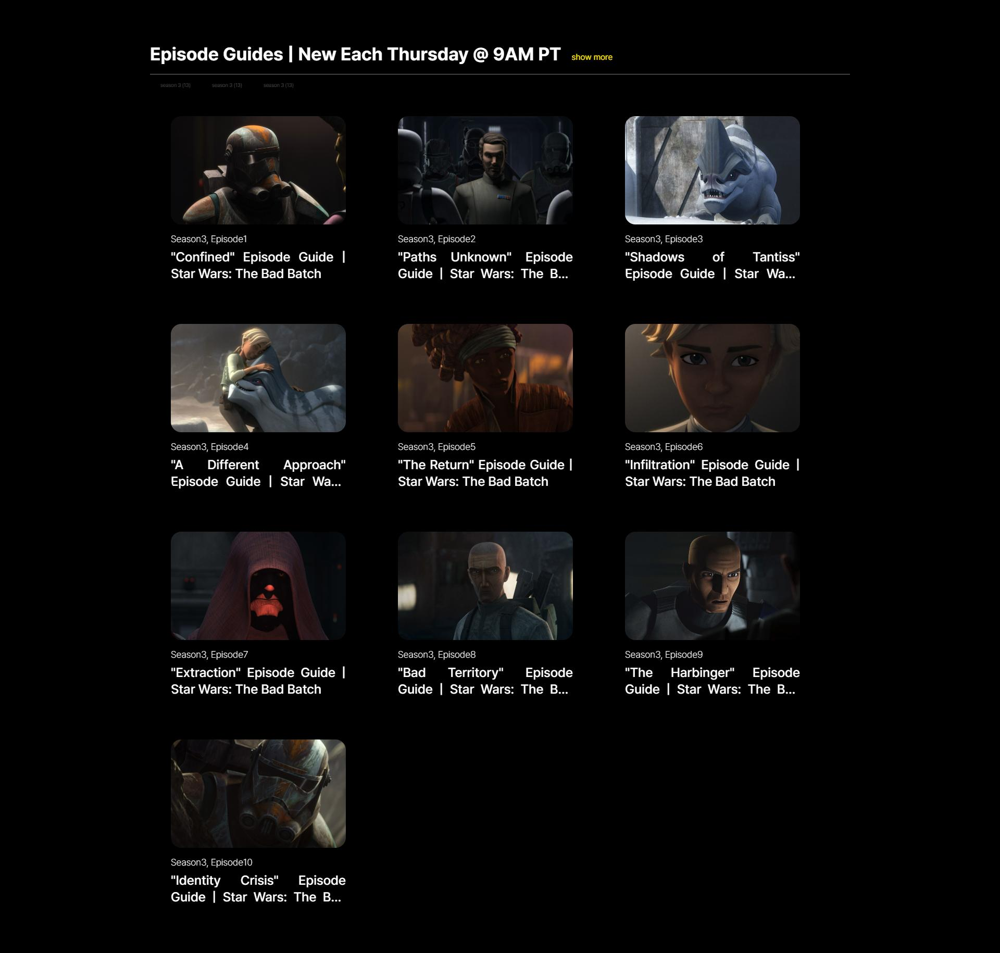 Episode Guides | New Each Thursday @ 9AM PT show more
season 3 (13) season 3 (13) season 3 (13)
Season3, Episode1
"Confined" Episode Guide |
Star Wars: The Bad Batch
Season3, Episode2
"Paths Unknown" Episode
Guide | Star Wars: The B...
Season3, Episode3
"Shadows of Tantiss"
Episode Guide | Star Wa...
Season3, Episode4
"A Different Approach"
Episode Guide | Star Wa...
Season3, Episode5
"The Return" Episode Guide |
Star Wars: The Bad Batch
Season3, Episode6
"Infiltration" Episode Guide |
Star Wars: The Bad Batch
Season3, Episode7
"Extraction" Episode Guide |
Star Wars: The Bad Batch
Season3, Episode8
"Bad Territory" Episode
Guide | Star Wars: The B...
Season3, Episode9
"The Harbinger" Episode
Guide | Star Wars: The B...
Season3, Episode10
"Identity Crisis" Episode
Guide | Star Wars: The B...